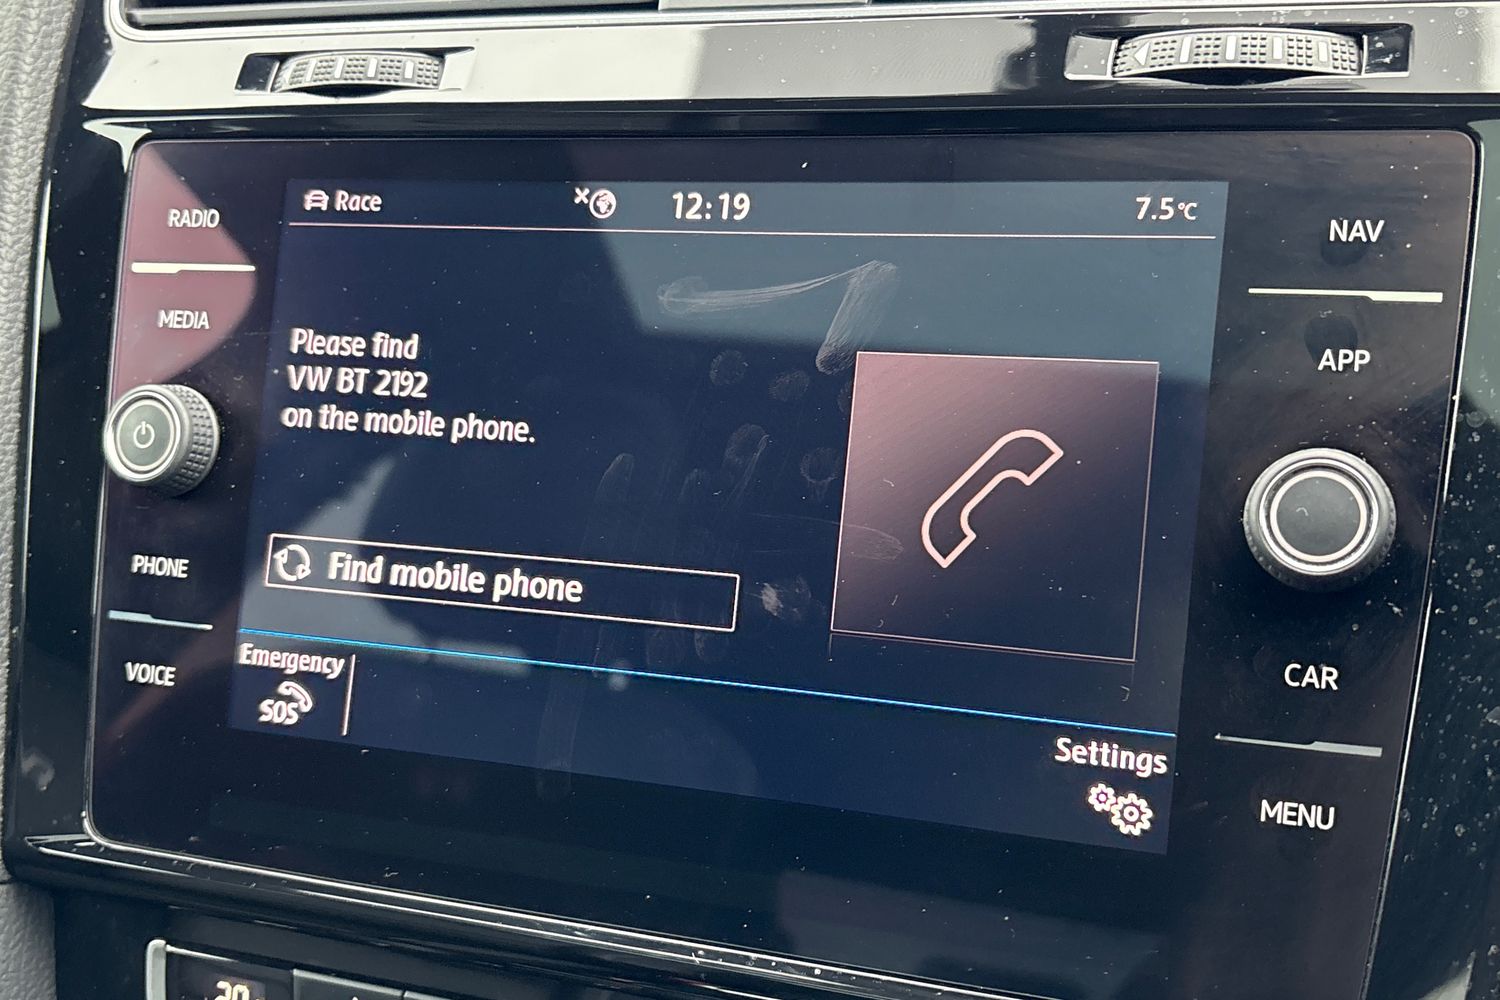 Race
12:19
7.5°C
RADIO
MEDIA
PHONE
VOICE
Please find
VW BT 2192
on the mobile phone.
Find mobile phone
Emergency
SOS
Settings
NAV
APP
CAR
MENU